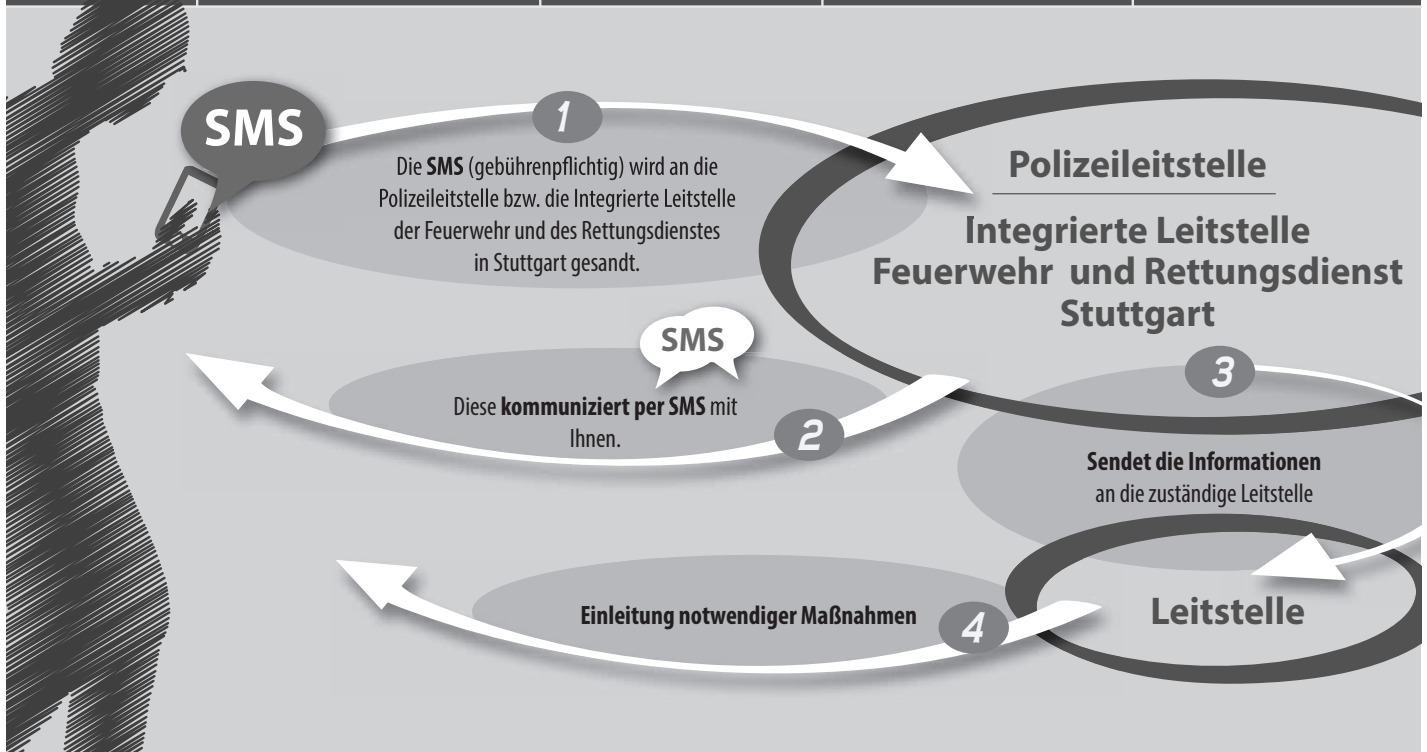 SMS
1
Die SMS (gebührenpflichtig) wird an die
Polizeileitstelle bzw. die Integrierte Leitstelle
der Feuerwehr und des Rettungsdienstes
in Stuttgart gesandt.
Polizeileitstelle
Integrierte Leitstelle
Feuerwehr und Rettungsdienst
Stuttgart
SMS
Diese kommuniziert per SMS mit
Ihnen.
2
3
Sendet die Informationen
an die zuständige Leitstelle
Einleitung notwendiger Maßnahmen
4
Leitstelle